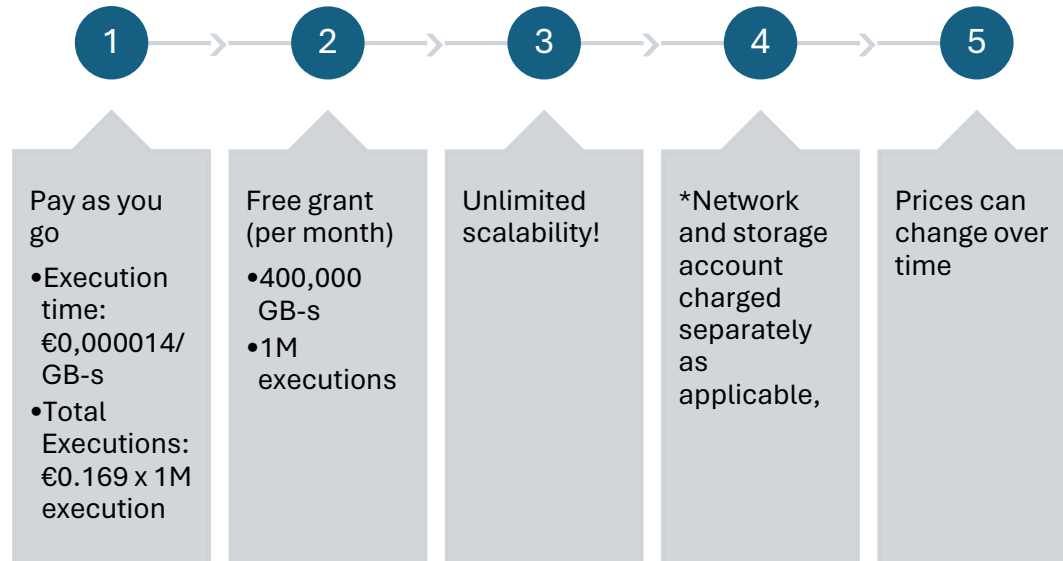 1
2
3
4
5
Pay as you
go
•Execution
time:
€0,000014/
GB-s
•Total
Executions:
€0.169 x 1M
execution
Free grant
(per month)
•400,000
GB-s
•1M
executions
Unlimited
scalability!
*Network
and storage
account
charged
separately
as
applicable,
Prices can
change over
time